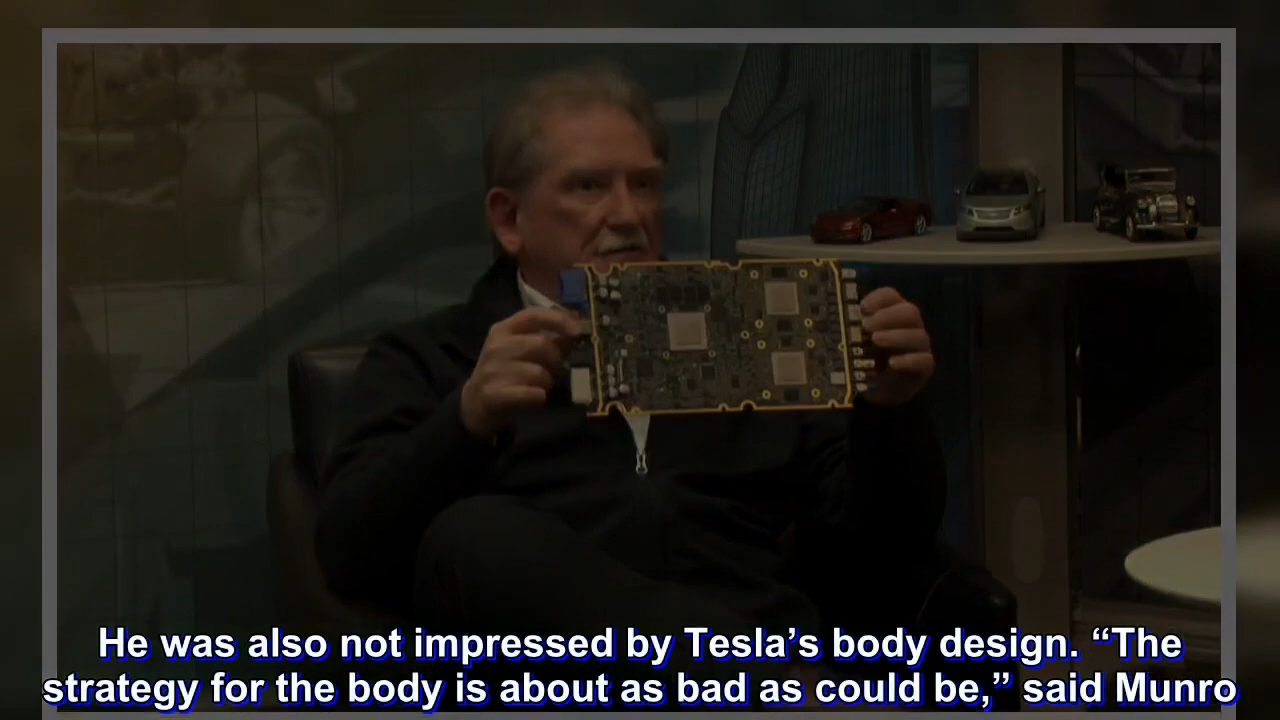 He was also not impressed by Tesla’s body design. “The
strategy for the body is about as bad as could be,” said Munro